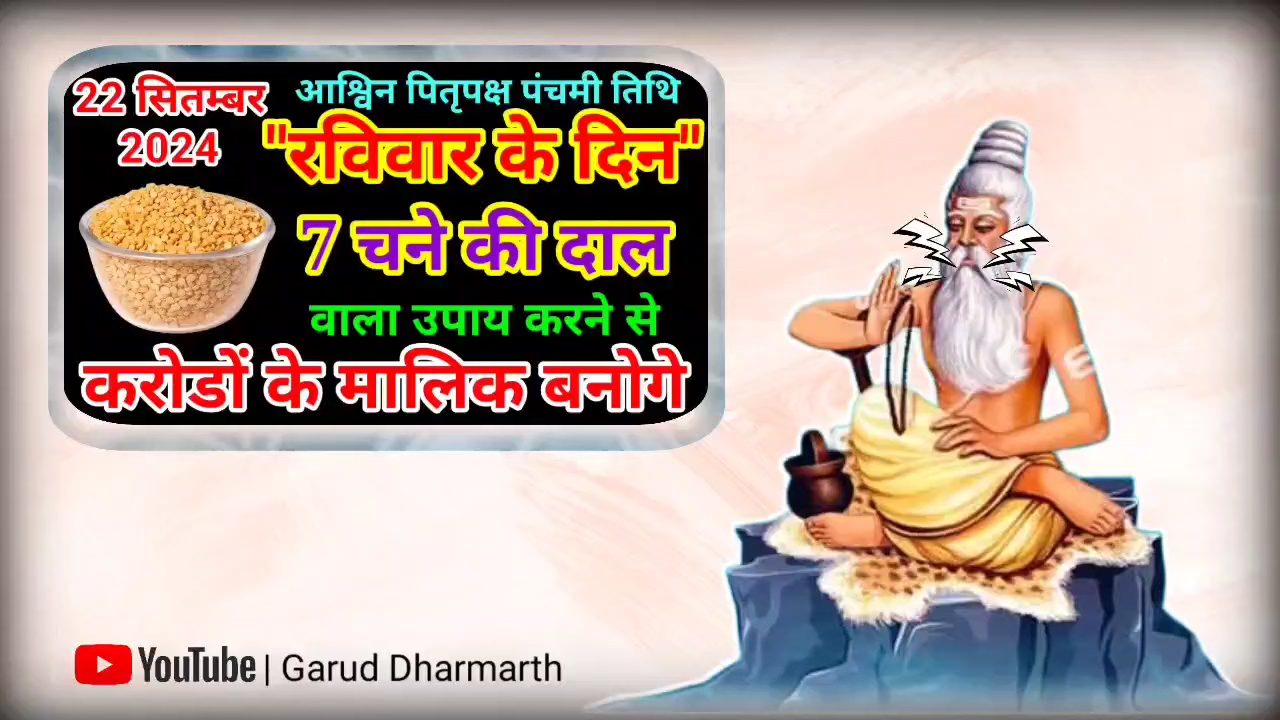 22 सितम्बर
2024
आश्विन पितृपक्ष पंचमी तिथि
"रविवार के दिन"
7 चने की दाल
वाला उपाय करने से
करोडों के मालिक बनोगे
YouTube | Garud Dharmarth